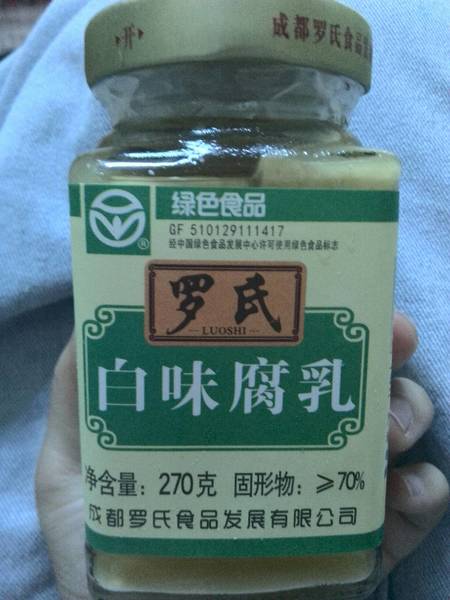 开
成都罗氏食品
绿色食品
®
GF 510129111417
经中国绿色食品发展中心许可使用绿色食品标志
罗氏
LUOSHI
白味腐乳
净含量：270克 固形物：≥70%
成都罗氏食品发展有限公司